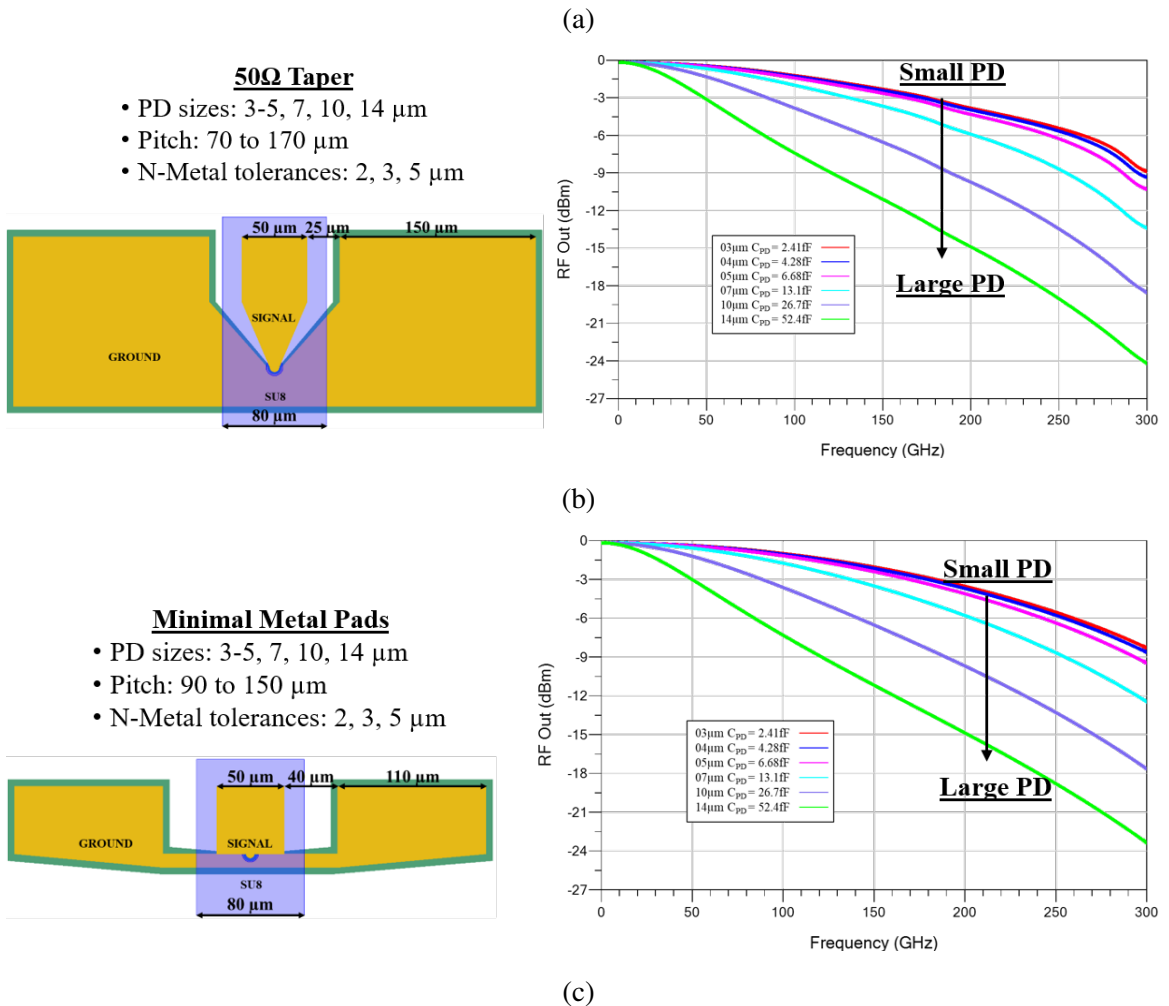 (a)
50Ω Taper
• PD sizes: 3-5, 7, 10, 14 µm
• Pitch: 70 to 170 µm
• N-Metal tolerances: 2, 3, 5 µm
50 µm 25 µm 150 µm
SIGNAL
GROUND
SU8
80 µm
0
-3
-6
-9
-12
-15
-18
-21
-24
-27
RF Out (dBm)
Small PD
Large PD
03µm C_PD = 2.41fF
04µm C_PD = 4.28fF
05µm C_PD = 6.68fF
07µm C_PD = 13.1fF
10µm C_PD = 26.7fF
14µm C_PD = 52.4fF
0 50 100 150 200 250 300
Frequency (GHz)
(b)
Minimal Metal Pads
• PD sizes: 3-5, 7, 10, 14 µm
• Pitch: 90 to 150 µm
• N-Metal tolerances: 2, 3, 5 µm
50 µm 40 µm 110 µm
GROUND SIGNAL
SU8
80 µm
0
-3
-6
-9
-12
-15
-18
-21
-24
-27
RF Out (dBm)
Small PD
Large PD
03µm C_PD = 2.41fF
04µm C_PD = 4.28fF
05µm C_PD = 6.68fF
07µm C_PD = 13.1fF
10µm C_PD = 26.7fF
14µm C_PD = 52.4fF
0 50 100 150 200 250 300
Frequency (GHz)
(c)